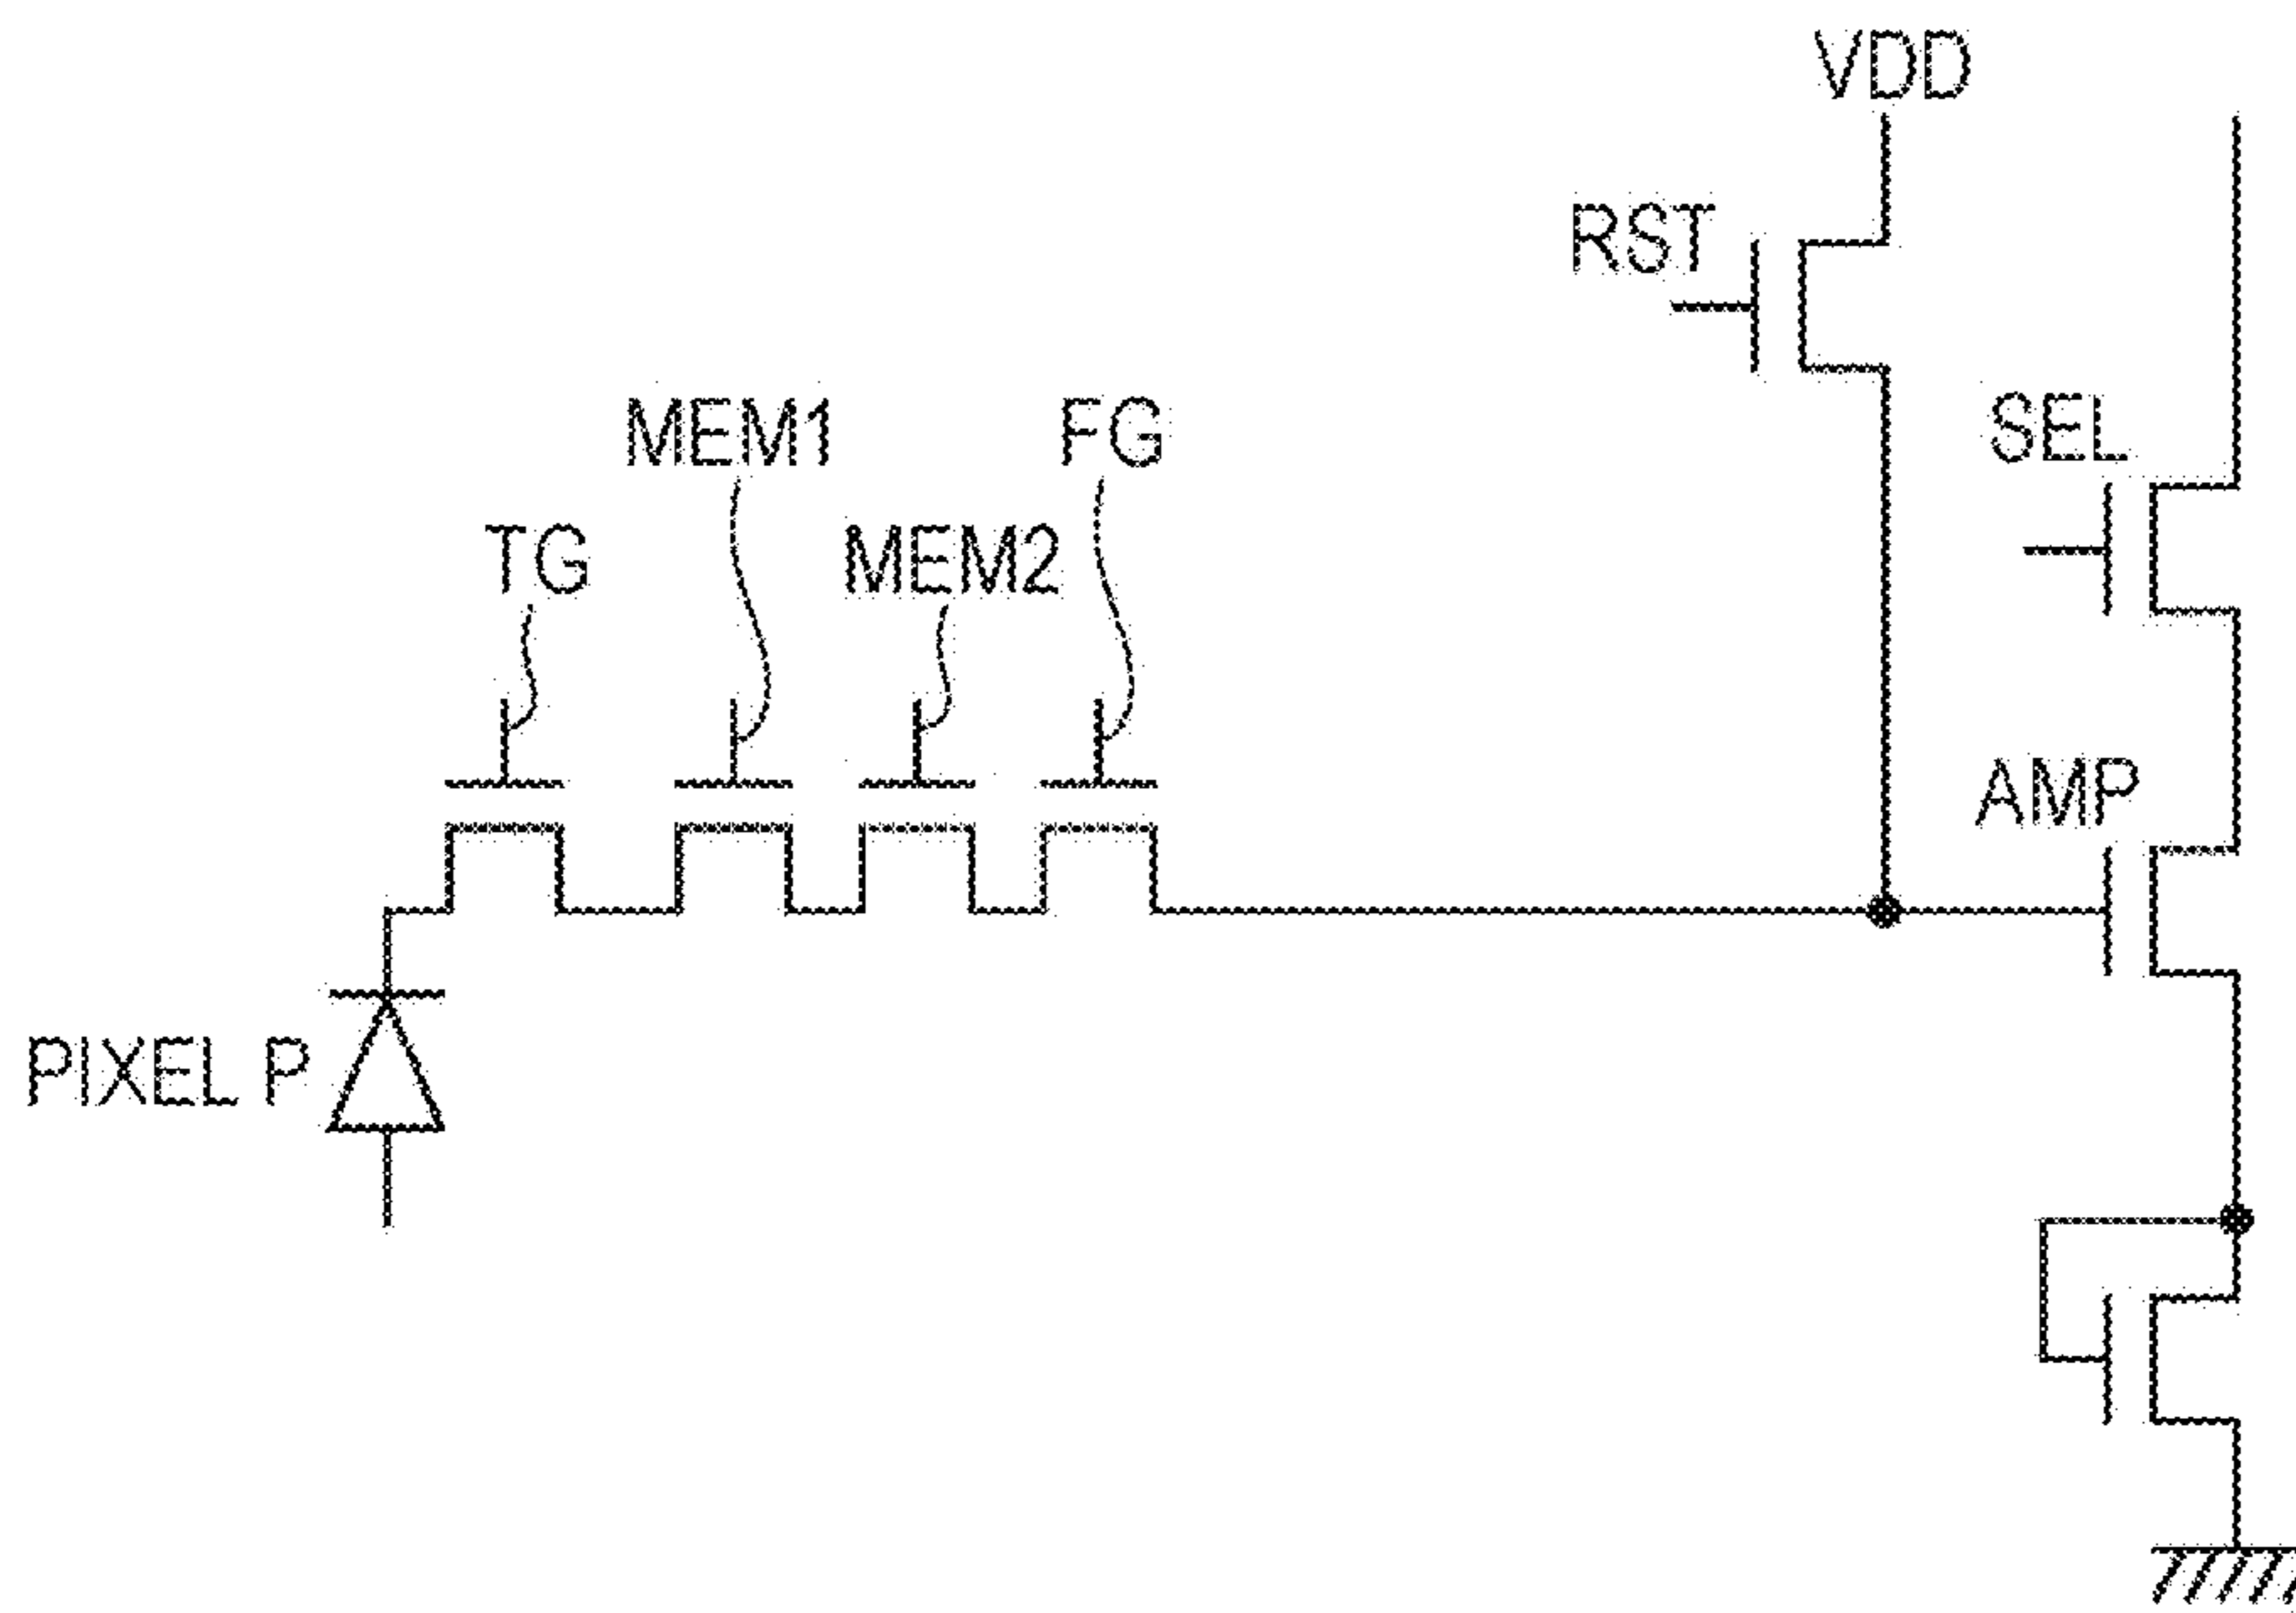 VDD
RST
SEL
MEM1
FG
TG
MEM2
AMP
PIXEL P